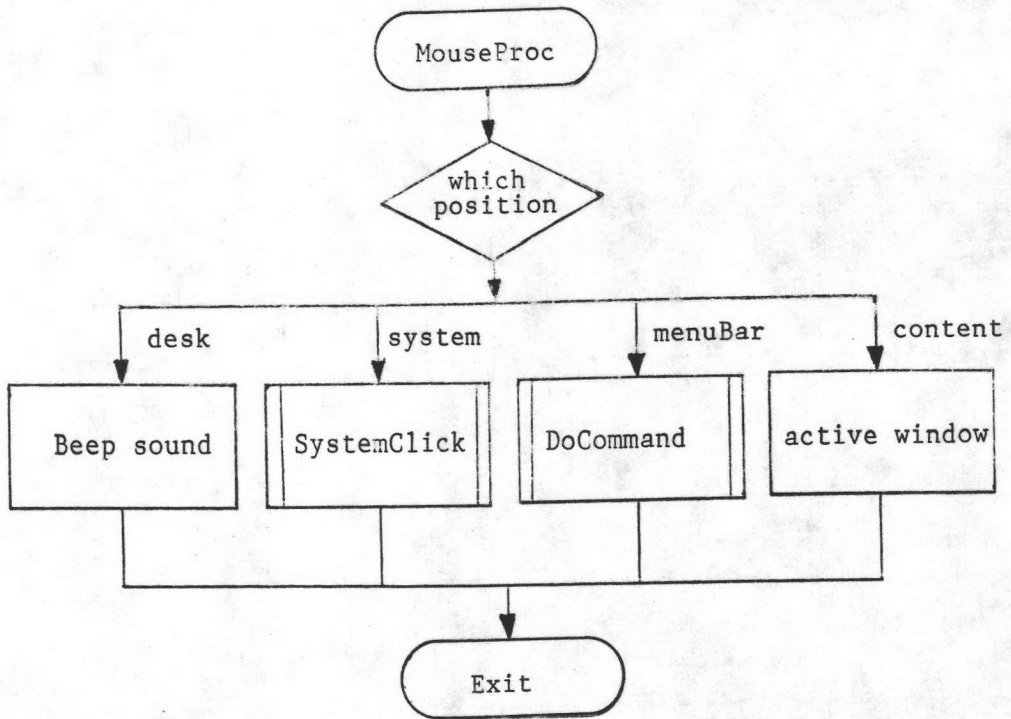 MouseProc
which
position
desk
system
menuBar
content
Beep sound
SystemClick
DoCommand
active window
Exit